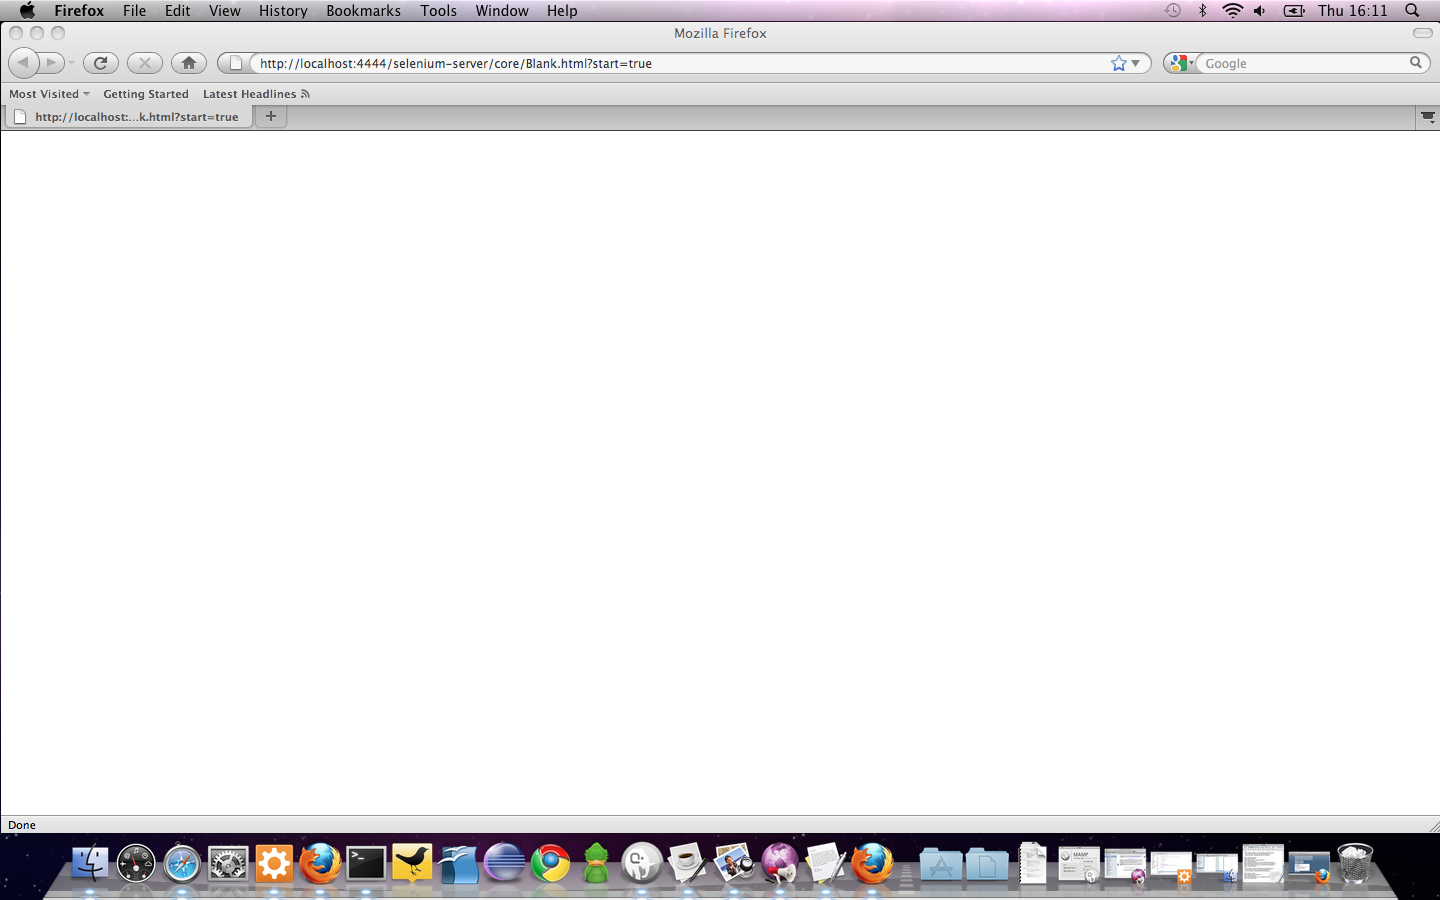 Firefox File Edit View History Bookmarks Tools Window Help Thu 16:11
Mozilla Firefox
http://localhost:4444/selenium-server/core/Blank.html?start=true Google
Most Visited Getting Started Latest Headlines
http://localhost:...k.html?start=true
Done
MAMP